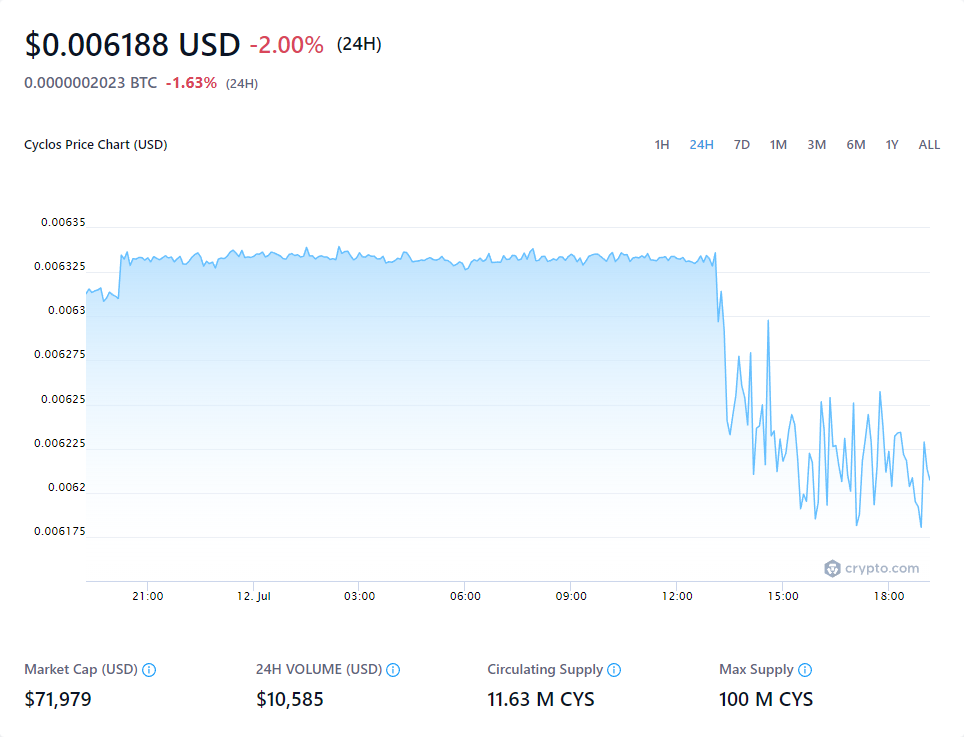 $0.006188 USD -2.00% (24H)
0.0000002023 BTC -1.63% (24H)
Cyclos Price Chart (USD) 1H 24H 7D 1M 3M 6M 1Y ALL
0.00635
0.006325
0.0063
0.006275
0.00625
0.006225
0.0062
0.006175
crypto.com
21:00 12. Jul 03:00 06:00 09:00 12:00 15:00 18:00
Market Cap (USD) 24H VOLUME (USD) Circulating Supply Max Supply
$71,979 $10,585 11.63 M CYS 100 M CYS